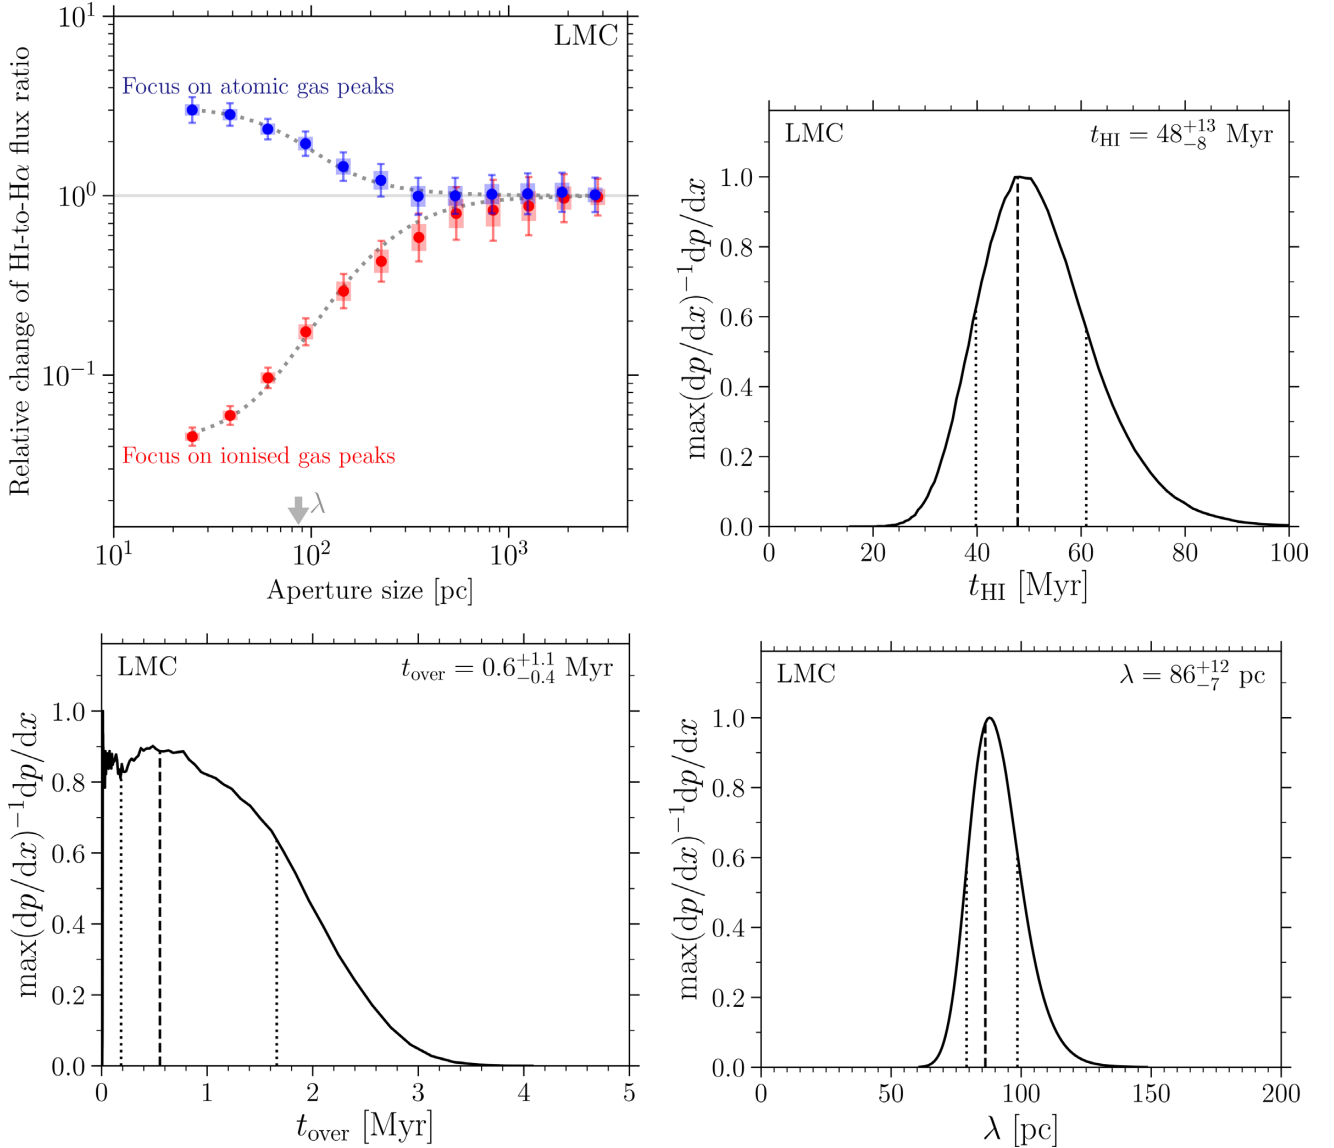 LMC
Focus on atomic gas peaks
Focus on ionised gas peaks
λ
10^1
10^0
10^{-1}
Relative change of HI-to-Hα flux ratio
10^1 10^2 10^3
Aperture size [pc]
LMC
t_HI = 48^{+13}_{-8} Myr
1.0
0.8
0.6
0.4
0.2
0.0
max(dp/dx)^{-1}dp/dx
0 20 40 60 80 100
t_HI [Myr]
LMC
t_over = 0.6^{+1.1}_{-0.4} Myr
1.0
0.8
0.6
0.4
0.2
0.0
max(dp/dx)^{-1}dp/dx
0 1 2 3 4 5
t_over [Myr]
LMC
λ = 86^{+12}_{-7} pc
1.0
0.8
0.6
0.4
0.2
0.0
max(dp/dx)^{-1}dp/dx
0 50 100 150 200
λ [pc]